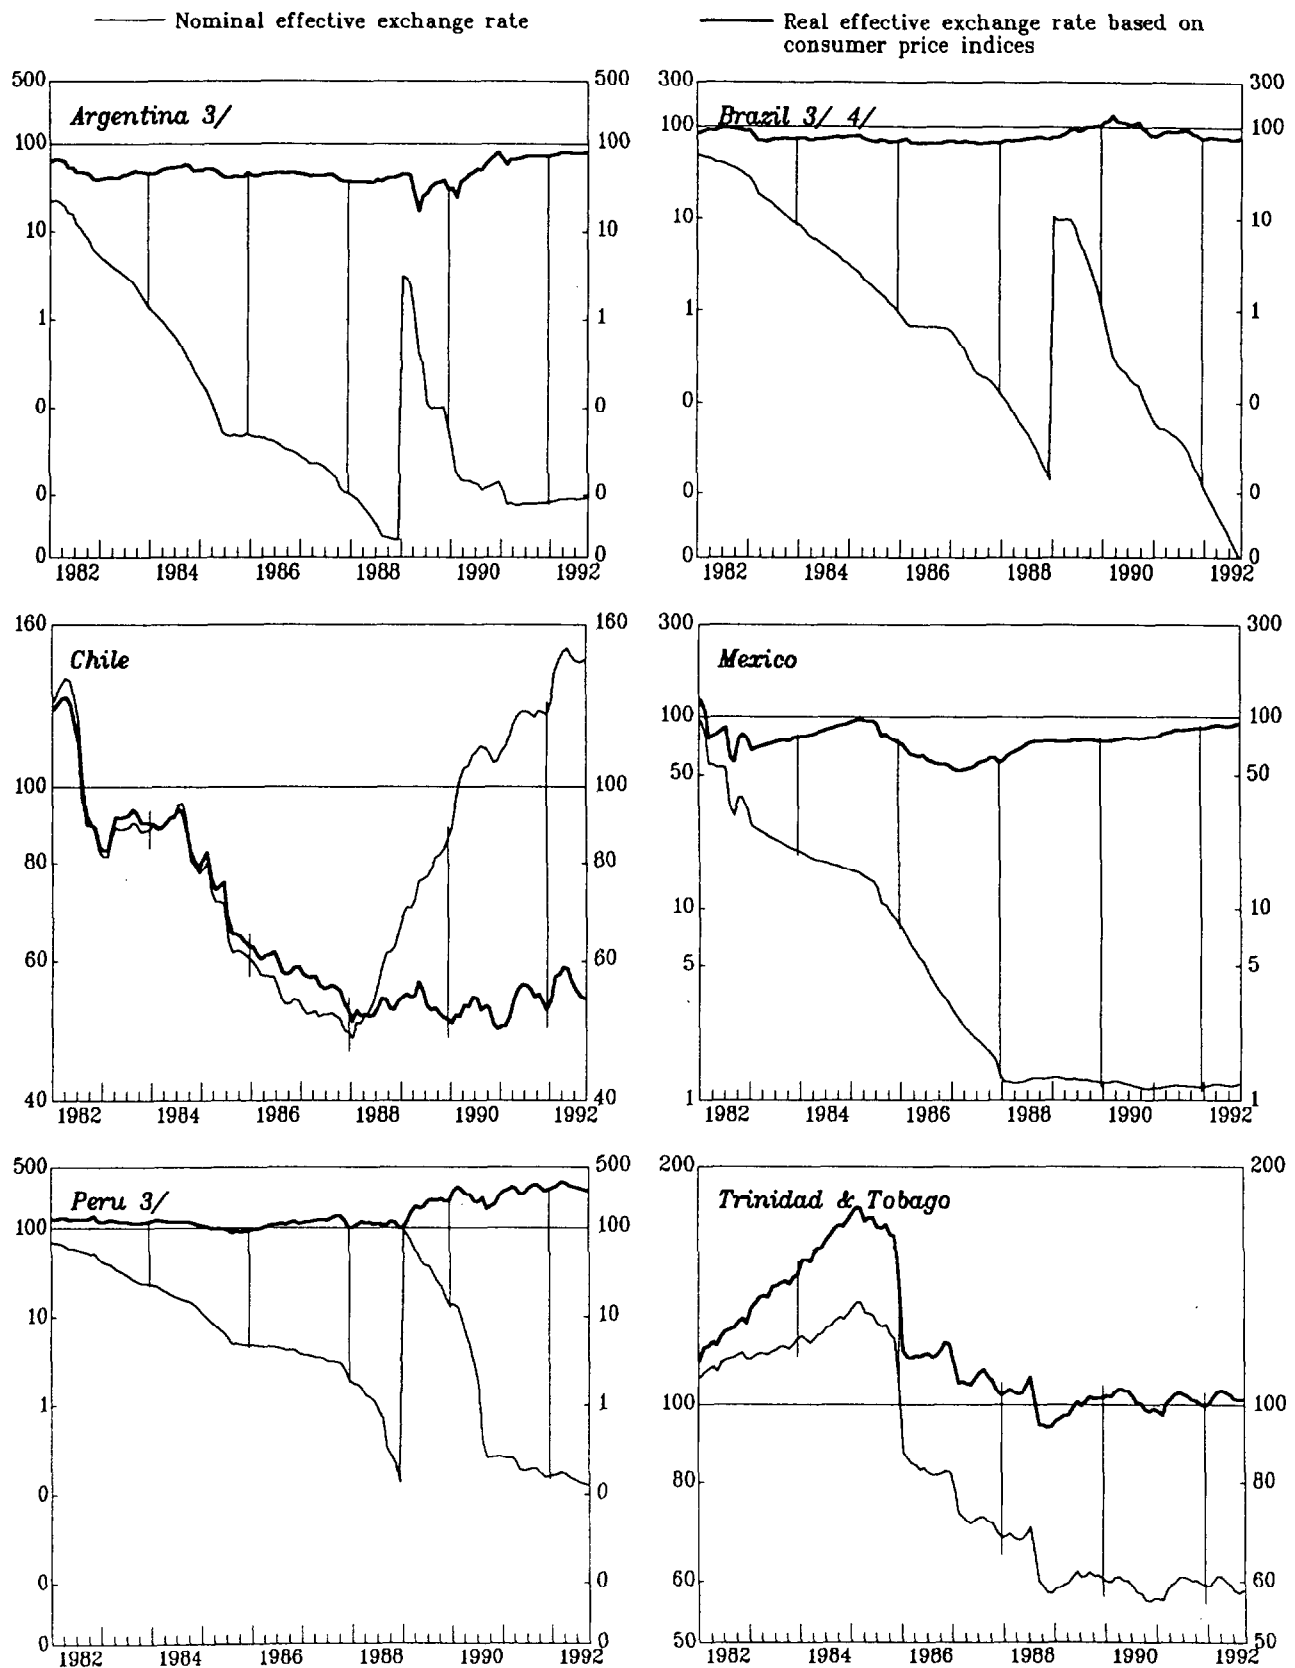 Nominal effective exchange rate
Real effective exchange rate based on
consumer price indices
500 500
Argentina 3/
100 100
10 10
1 1
0 0
0 0
0 0
1982 1984 1986 1988 1990 1992
300 300
Brazil 3/ 4/
100 100
10 10
1 1
0 0
0 0
0 0
1982 1984 1986 1988 1990 1992
160 160
Chile
100 100
80 80
60 60
40 40
1982 1984 1986 1988 1990 1992
300 300
Mexico
100 100
50 50
10 10
5 5
1 1
1982 1984 1986 1988 1990 1992
500 500
Peru 3/
100 100
10 10
1 1
0 0
0 0
0 0
1982 1984 1986 1988 1990 1992
200 200
Trinidad & Tobago
100 100
80 80
60 60
50 50
1982 1984 1986 1988 1990 1992